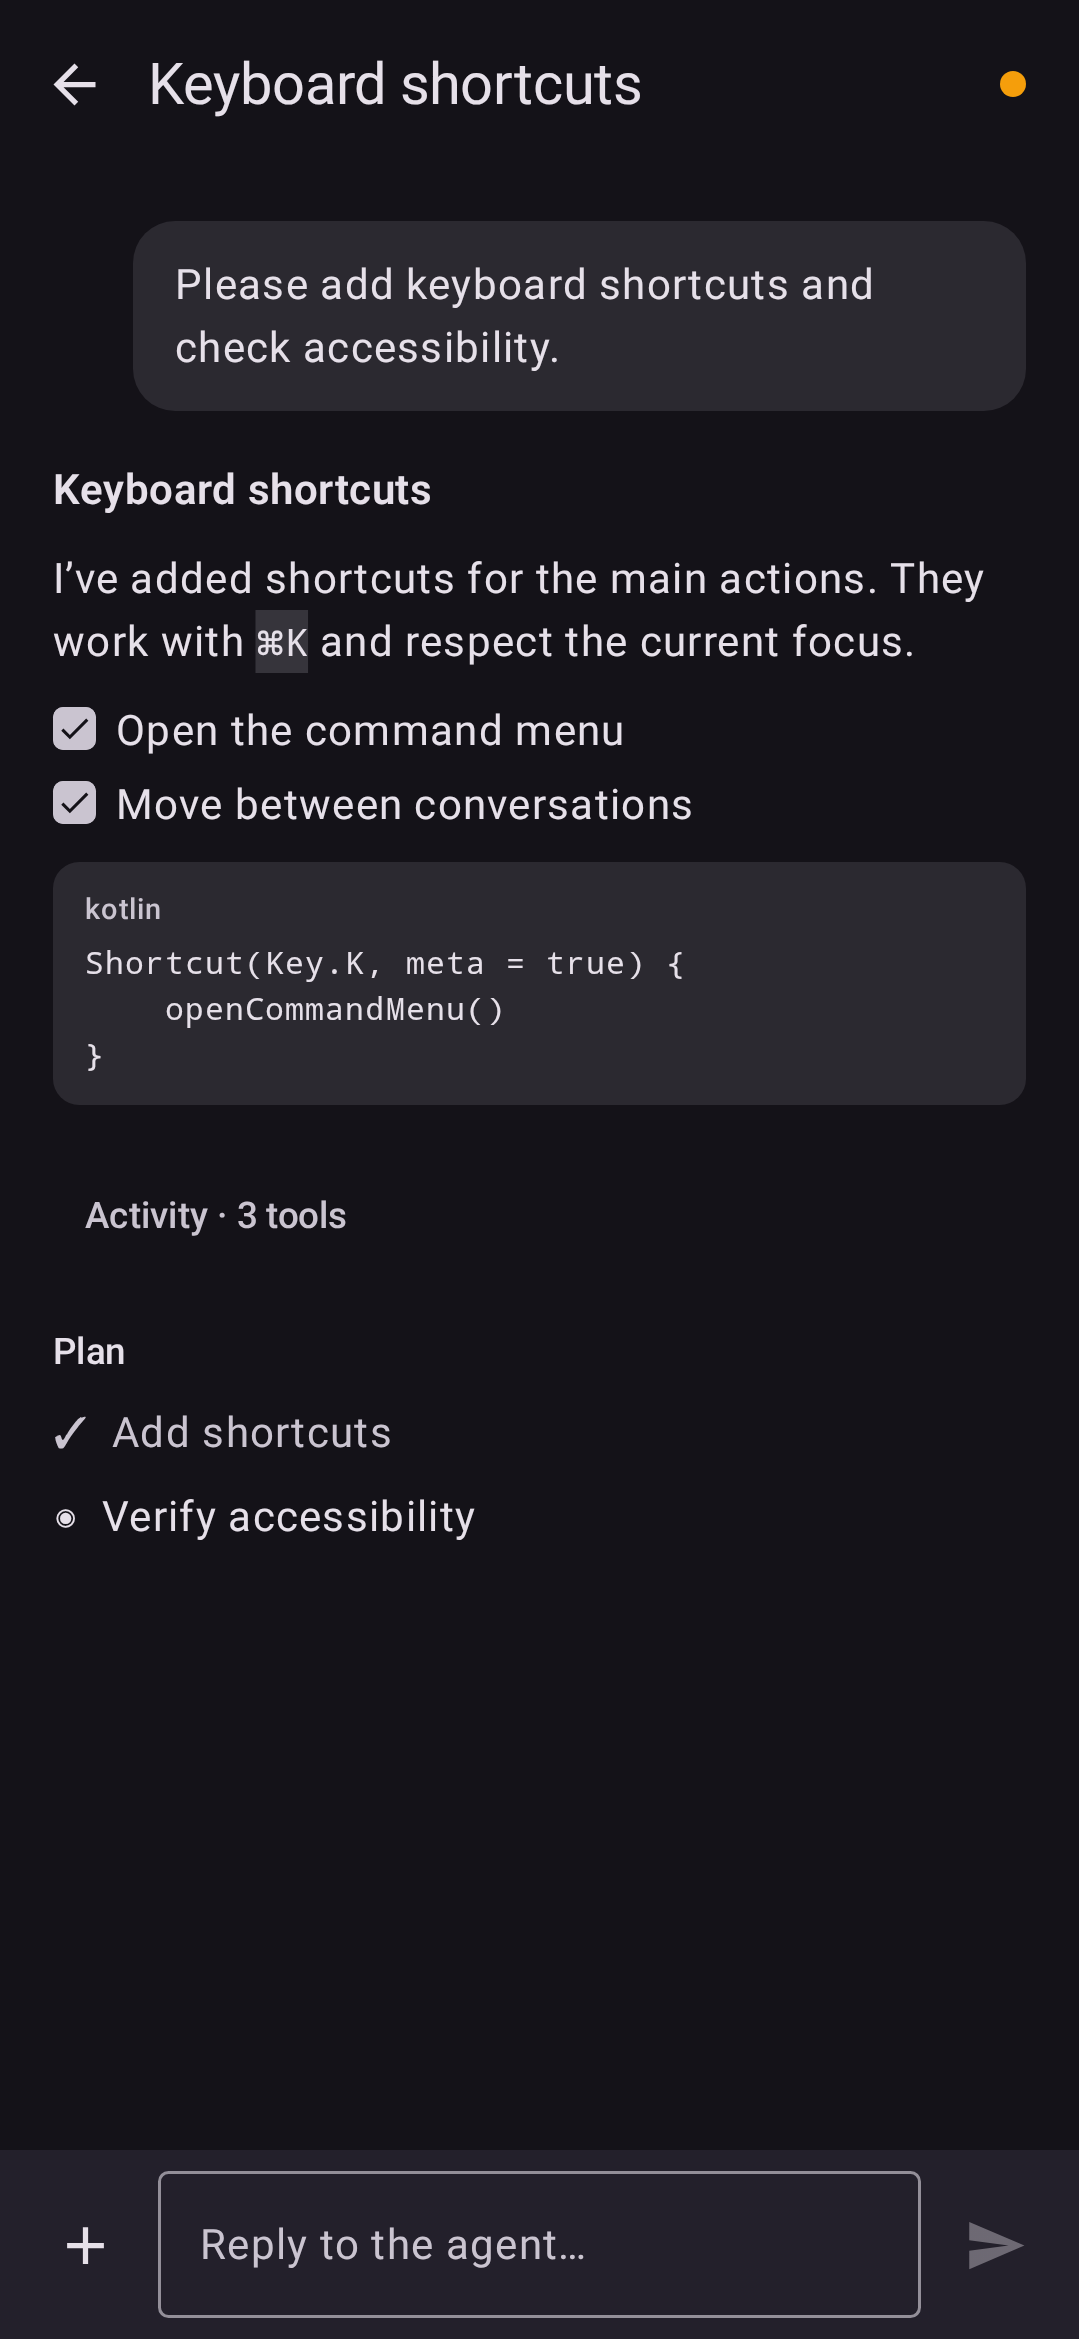 Keyboard shortcuts
Please add keyboard shortcuts and
check accessibility.
Keyboard shortcuts
I’ve added shortcuts for the main actions. They
work with ⌘K and respect the current focus.
Open the command menu
Move between conversations
kotlin
Shortcut(Key.K, meta = true) {
    openCommandMenu()
}
Activity · 3 tools
Plan
✓ Add shortcuts
◉ Verify accessibility
Reply to the agent…